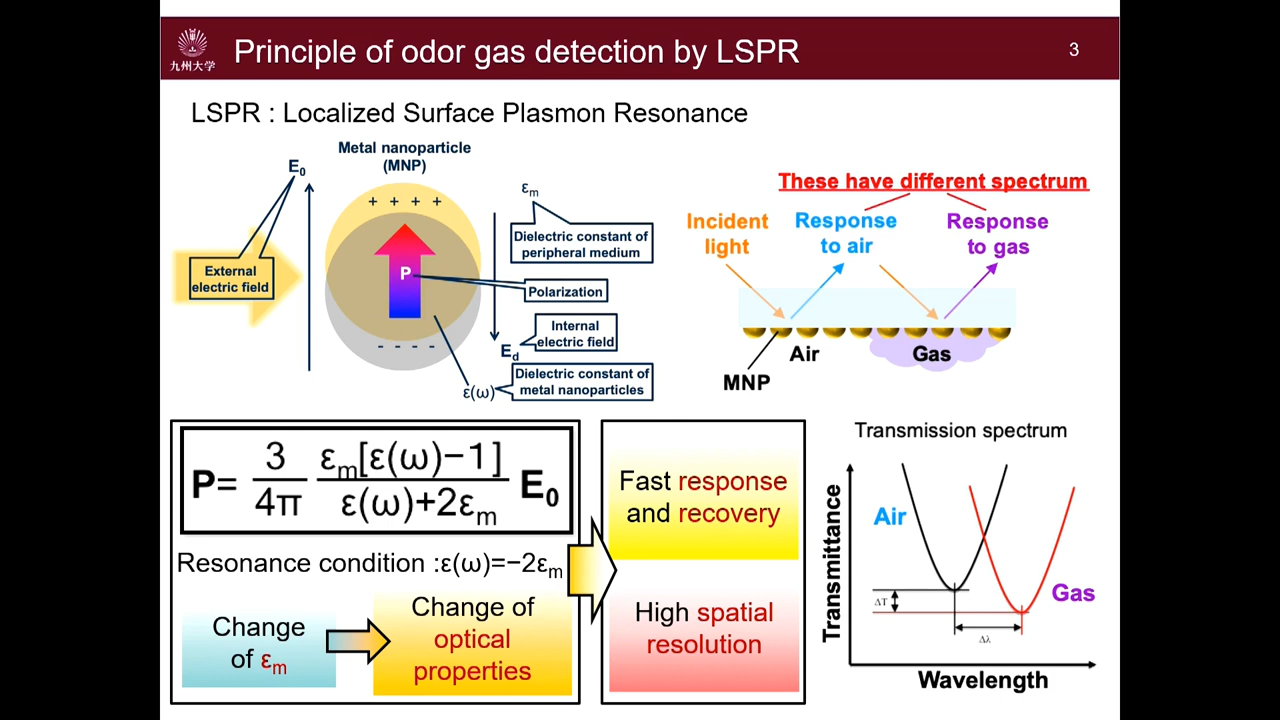 九州大学
Principle of odor gas detection by LSPR
3
LSPR : Localized Surface Plasmon Resonance
Metal nanoparticle
(MNP)
E0
+ + + +
εm
Dielectric constant of
peripheral medium
External
electric field
P
Polarization
Internal
electric field
Ed
- - - -
Dielectric constant of
metal nanoparticles
ε(ω)
These have different spectrum
Incident
light
Response
to air
Response
to gas
Air
Gas
MNP
P= 3/4π εm[ε(ω)−1]/ε(ω)+2εm E0
Resonance condition :ε(ω)=−2εm
Change
of εm
Change of
optical
properties
Fast response
and recovery
High spatial
resolution
Transmission spectrum
Transmittance
Air
Gas
ΔT
Δλ
Wavelength